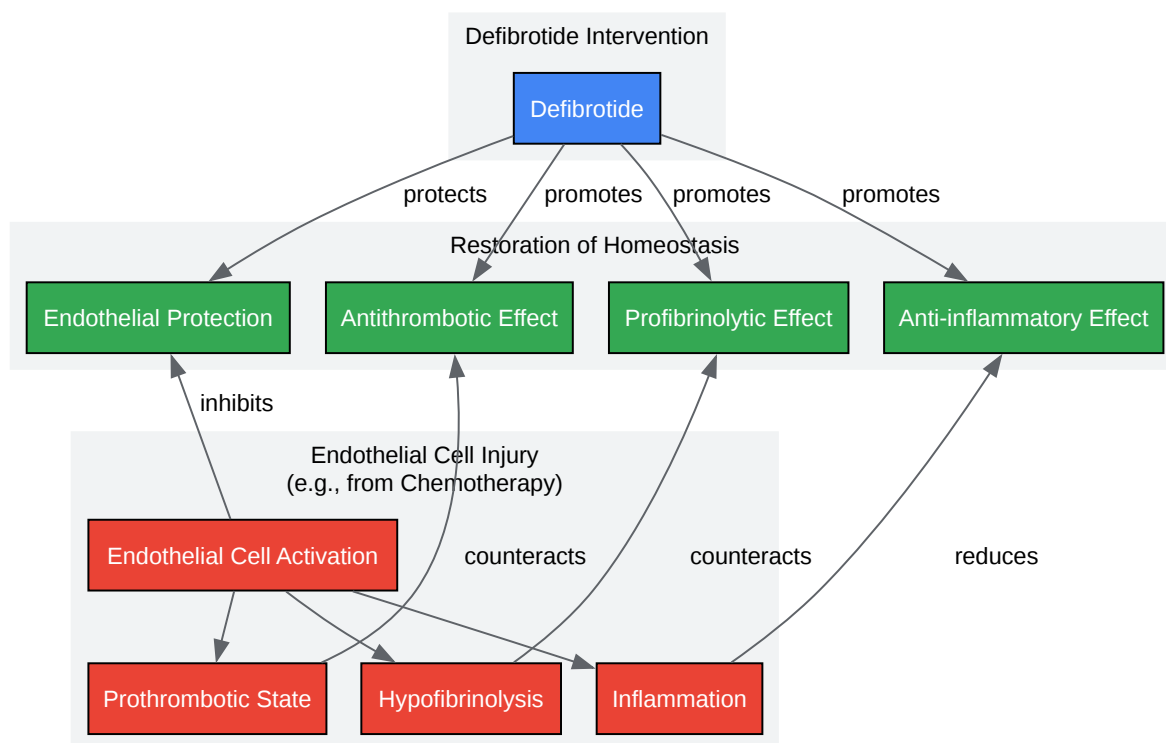 Defibrotide Intervention
Defibrotide
protects
promotes
promotes
promotes
Restoration of Homeostasis
Endothelial Protection
Antithrombotic Effect
Profibrinolytic Effect
Anti-inflammatory Effect
inhibits
Endothelial Cell Injury
(e.g., from Chemotherapy)
Endothelial Cell Activation
counteracts
counteracts
reduces
Prothrombotic State
Hypofibrinolysis
Inflammation